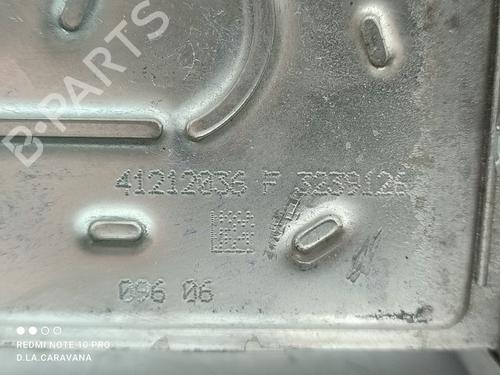 B-PARTS
41212036 F 3239126
096 06
REDMI NOTE 10 PRO
D.LA.CARAVANA